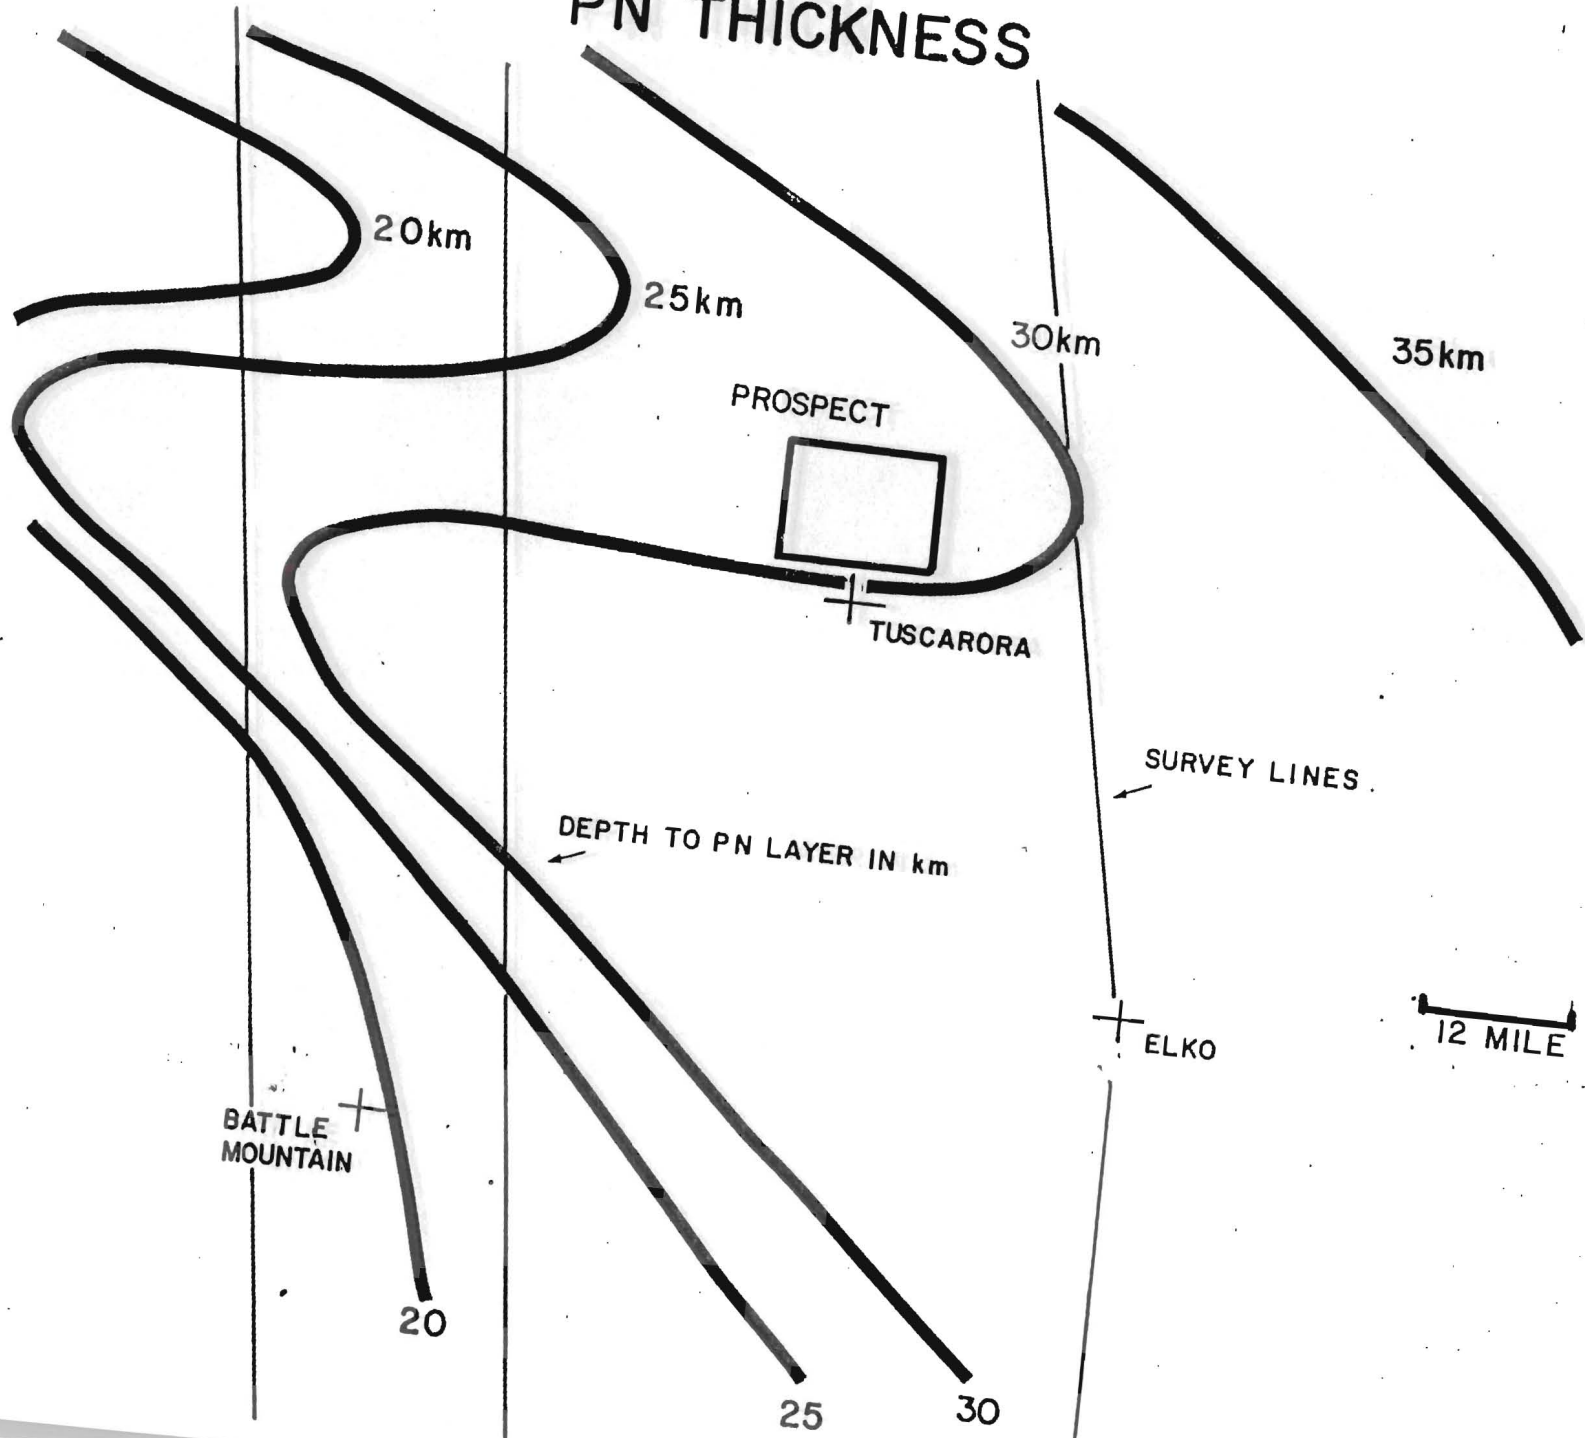 PN THICKNESS
20km
25km
30km
35km
PROSPECT
TUSCARORA
SURVEY LINES
DEPTH TO PN LAYER IN km
ELKO
12 MILE
BATTLE
MOUNTAIN
20
25
30